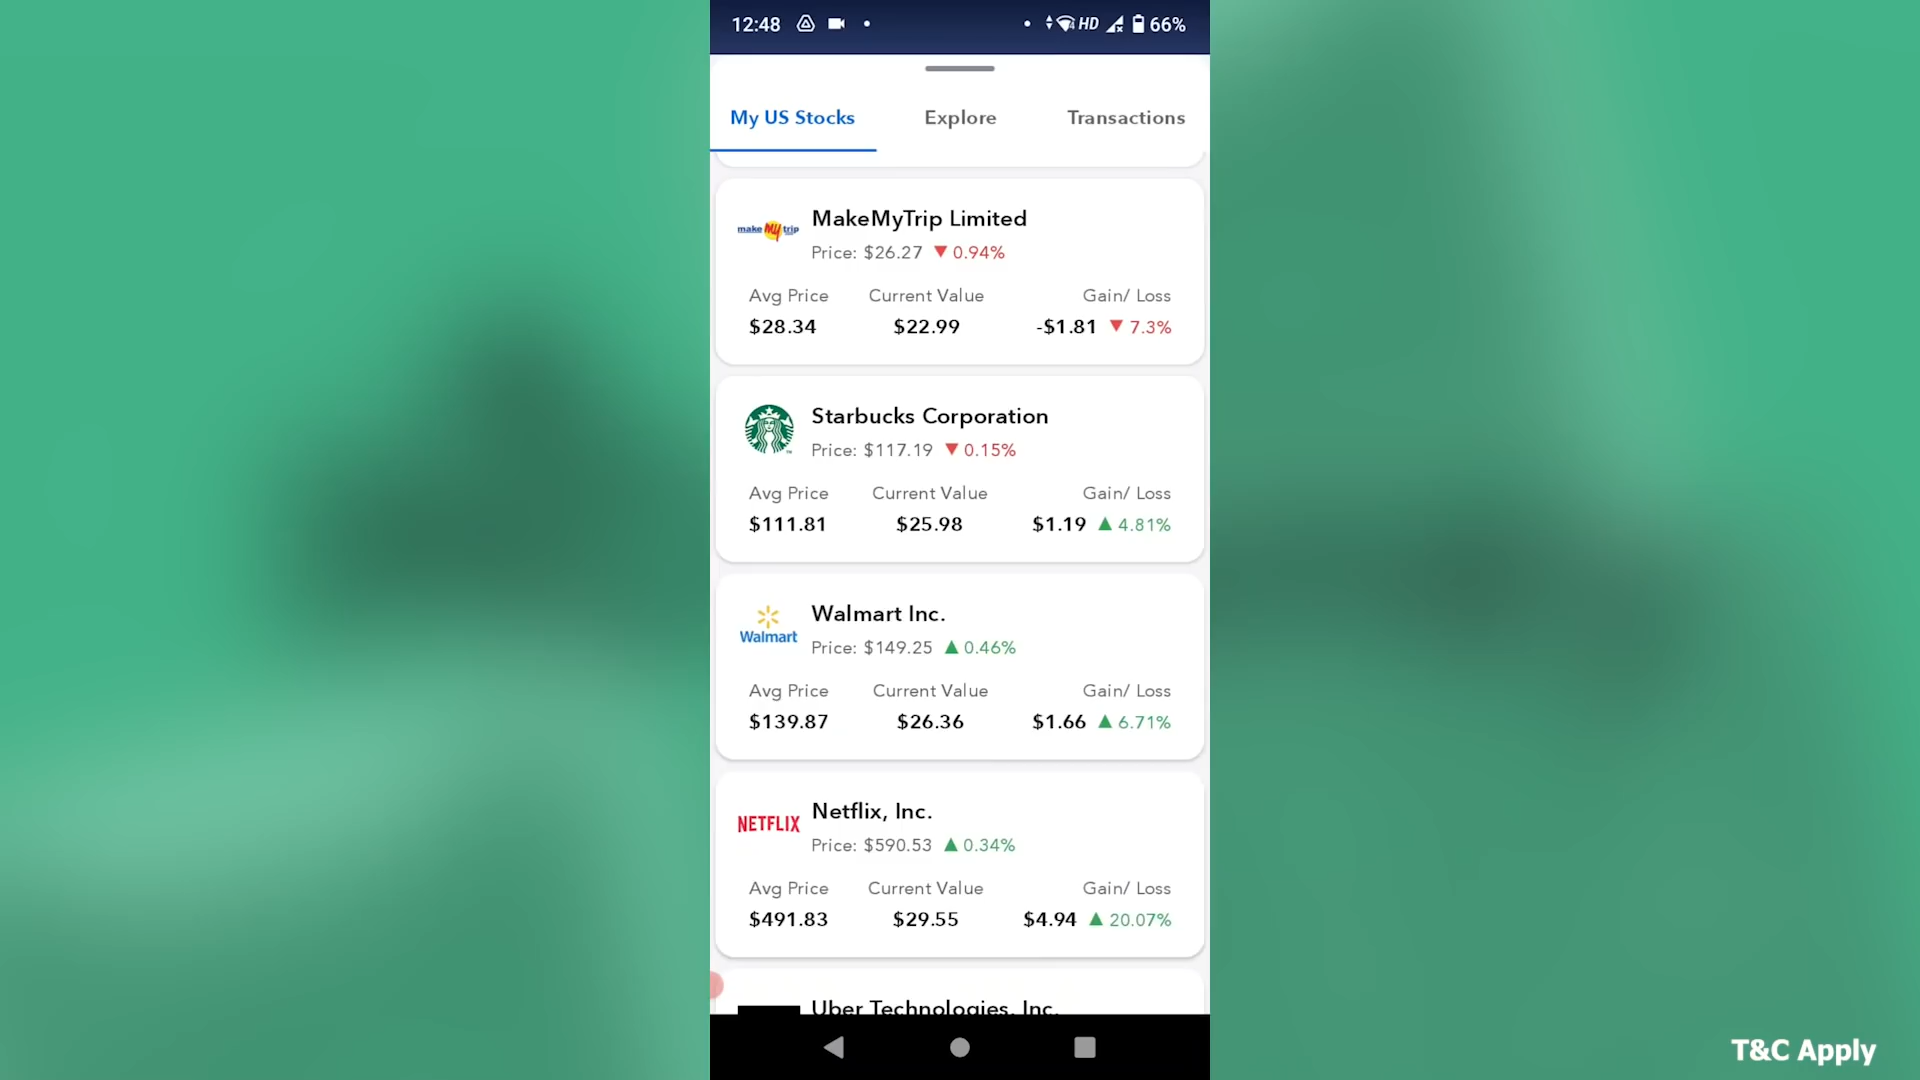 12:48 HD 66%
My US Stocks Explore Transactions
make my trip
MakeMyTrip Limited
Price: $26.27 ▼ 0.94%
Avg Price Current Value Gain/ Loss
$28.34 $22.99 -$1.81 ▼ 7.3%
Starbucks Corporation
Price: $117.19 ▼ 0.15%
Avg Price Current Value Gain/ Loss
$111.81 $25.98 $1.19 ▲ 4.81%
Walmart Inc.
Walmart
Price: $149.25 ▲ 0.46%
Avg Price Current Value Gain/ Loss
$139.87 $26.36 $1.66 ▲ 6.71%
Netflix, Inc.
NETFLIX
Price: $590.53 ▲ 0.34%
Avg Price Current Value Gain/ Loss
$491.83 $29.55 $4.94 ▲ 20.07%
Uber Technologies, Inc.
T&C Apply